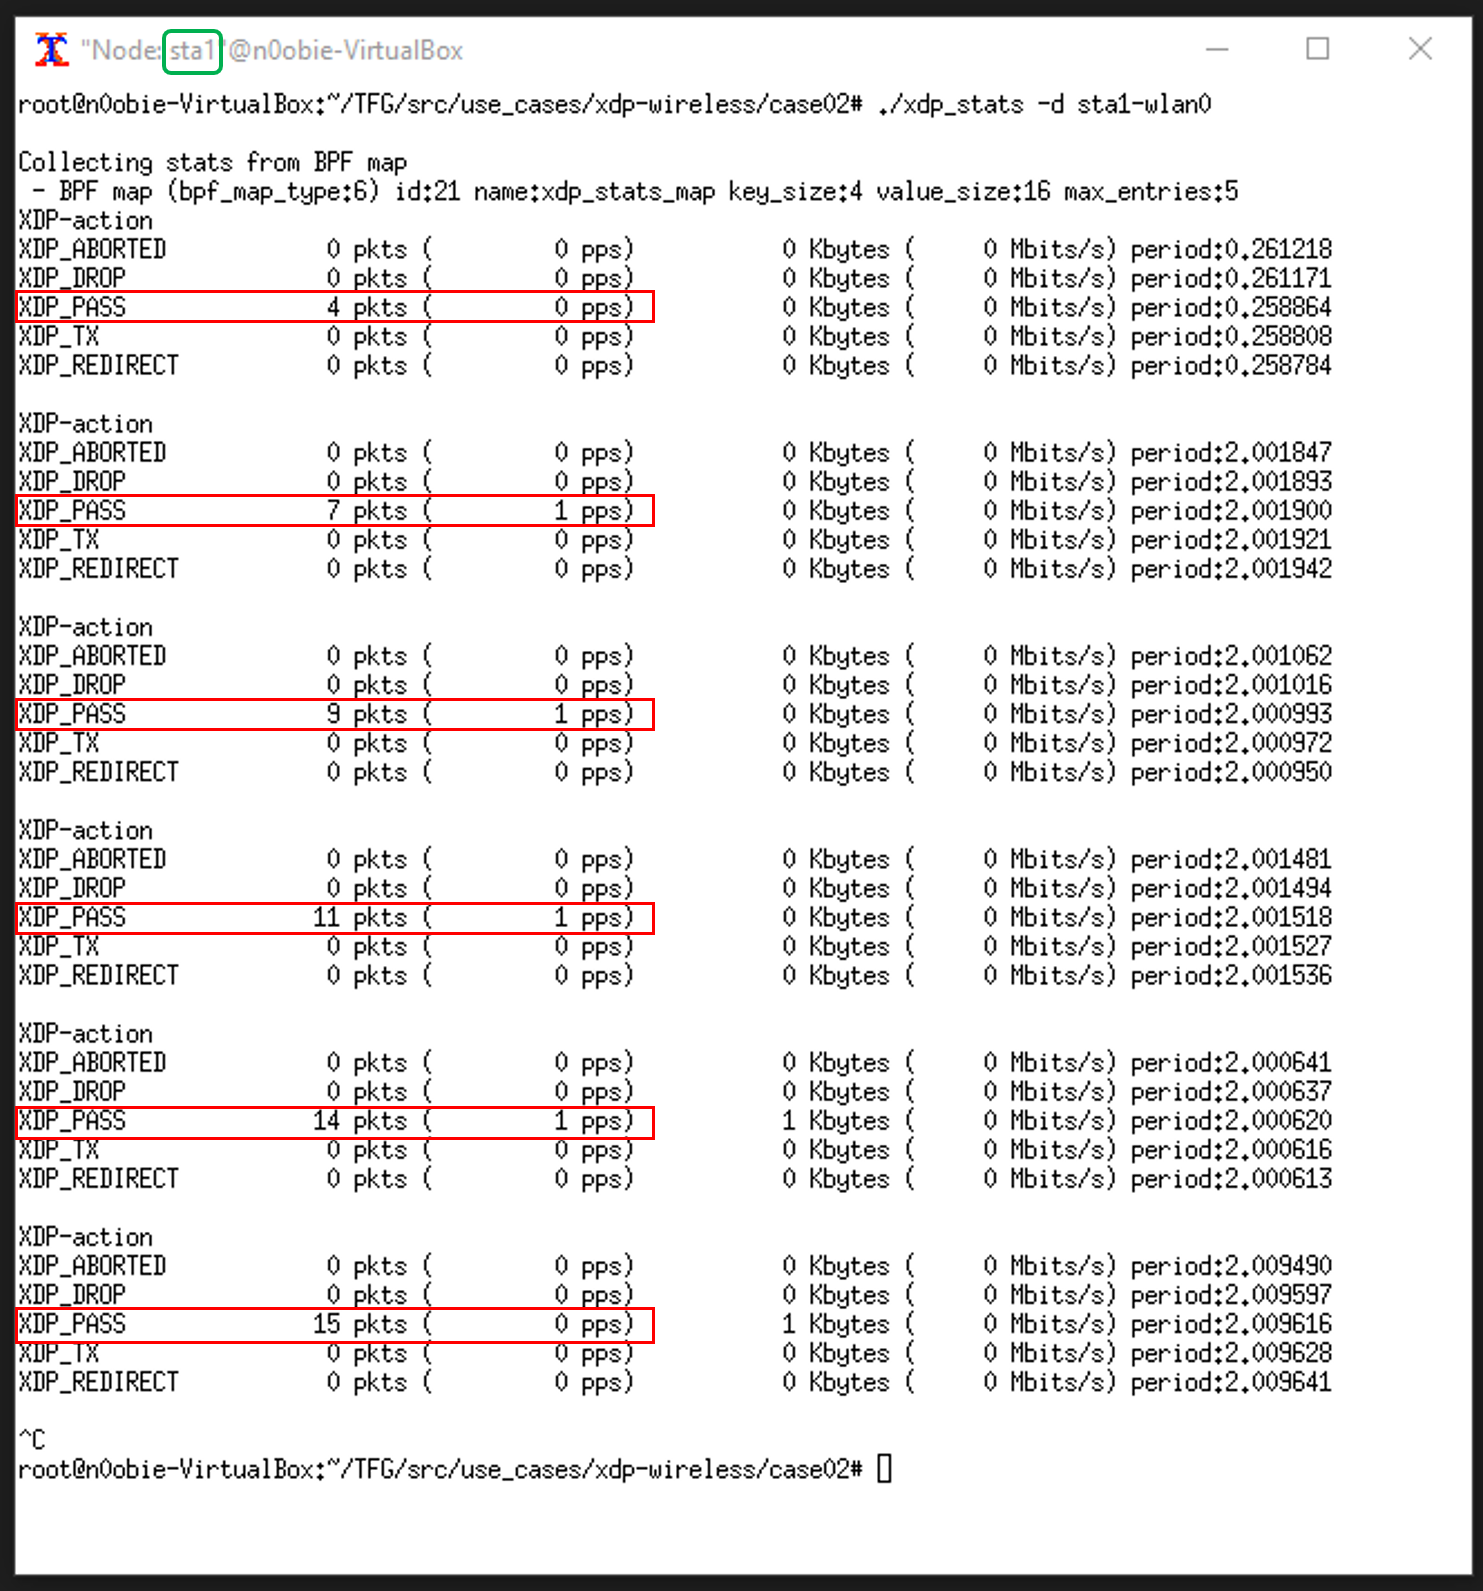 "Node: sta1"@n0obie-VirtualBox
root@n0obie-VirtualBox:~/TFG/src/use_cases/xdp-wireless/case02# ./xdp_stats -d sta1-wlan0
Collecting stats from BPF map
 - BPF map (bpf_map_type:6) id:21 name:xdp_stats_map key_size:4 value_size:16 max_entries:5
XDP-action
XDP_ABORTED 0 pkts ( 0 pps) 0 Kbytes ( 0 Mbits/s) period:0.261218
XDP_DROP 0 pkts ( 0 pps) 0 Kbytes ( 0 Mbits/s) period:0.261171
XDP_PASS 4 pkts ( 0 pps) 0 Kbytes ( 0 Mbits/s) period:0.258864
XDP_TX 0 pkts ( 0 pps) 0 Kbytes ( 0 Mbits/s) period:0.258808
XDP_REDIRECT 0 pkts ( 0 pps) 0 Kbytes ( 0 Mbits/s) period:0.258784
XDP-action
XDP_ABORTED 0 pkts ( 0 pps) 0 Kbytes ( 0 Mbits/s) period:2.001847
XDP_DROP 0 pkts ( 0 pps) 0 Kbytes ( 0 Mbits/s) period:2.001893
XDP_PASS 7 pkts ( 1 pps) 0 Kbytes ( 0 Mbits/s) period:2.001900
XDP_TX 0 pkts ( 0 pps) 0 Kbytes ( 0 Mbits/s) period:2.001921
XDP_REDIRECT 0 pkts ( 0 pps) 0 Kbytes ( 0 Mbits/s) period:2.001942
XDP-action
XDP_ABORTED 0 pkts ( 0 pps) 0 Kbytes ( 0 Mbits/s) period:2.001062
XDP_DROP 0 pkts ( 0 pps) 0 Kbytes ( 0 Mbits/s) period:2.001016
XDP_PASS 9 pkts ( 1 pps) 0 Kbytes ( 0 Mbits/s) period:2.000993
XDP_TX 0 pkts ( 0 pps) 0 Kbytes ( 0 Mbits/s) period:2.000972
XDP_REDIRECT 0 pkts ( 0 pps) 0 Kbytes ( 0 Mbits/s) period:2.000950
XDP-action
XDP_ABORTED 0 pkts ( 0 pps) 0 Kbytes ( 0 Mbits/s) period:2.001481
XDP_DROP 0 pkts ( 0 pps) 0 Kbytes ( 0 Mbits/s) period:2.001494
XDP_PASS 11 pkts ( 1 pps) 0 Kbytes ( 0 Mbits/s) period:2.001518
XDP_TX 0 pkts ( 0 pps) 0 Kbytes ( 0 Mbits/s) period:2.001527
XDP_REDIRECT 0 pkts ( 0 pps) 0 Kbytes ( 0 Mbits/s) period:2.001536
XDP-action
XDP_ABORTED 0 pkts ( 0 pps) 0 Kbytes ( 0 Mbits/s) period:2.000641
XDP_DROP 0 pkts ( 0 pps) 0 Kbytes ( 0 Mbits/s) period:2.000637
XDP_PASS 14 pkts ( 1 pps) 1 Kbytes ( 0 Mbits/s) period:2.000620
XDP_TX 0 pkts ( 0 pps) 0 Kbytes ( 0 Mbits/s) period:2.000616
XDP_REDIRECT 0 pkts ( 0 pps) 0 Kbytes ( 0 Mbits/s) period:2.000613
XDP-action
XDP_ABORTED 0 pkts ( 0 pps) 0 Kbytes ( 0 Mbits/s) period:2.009490
XDP_DROP 0 pkts ( 0 pps) 0 Kbytes ( 0 Mbits/s) period:2.009597
XDP_PASS 15 pkts ( 0 pps) 1 Kbytes ( 0 Mbits/s) period:2.009616
XDP_TX 0 pkts ( 0 pps) 0 Kbytes ( 0 Mbits/s) period:2.009628
XDP_REDIRECT 0 pkts ( 0 pps) 0 Kbytes ( 0 Mbits/s) period:2.009641
^C
root@n0obie-VirtualBox:~/TFG/src/use_cases/xdp-wireless/case02#